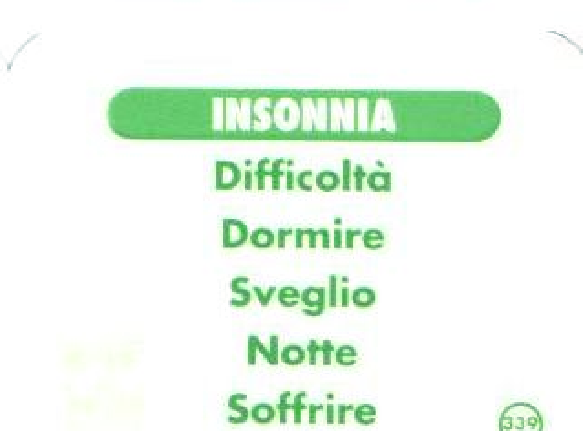 INSONNIA
Difficoltà
Dormire
Sveglio
Notte
Soffrire
339